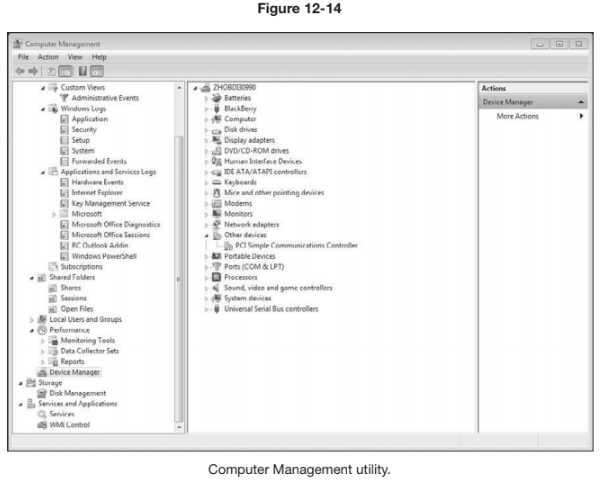 Figure 12-14
Computer Management
File Action View Help
Custom Views
Administrative Events
Windows Logs
Application
Security
Setup
System
Forwarded Events
Applications and Services Logs
Hardware Events
Internet Explorer
Key Management Service
Microsoft
Microsoft Office Diagnostics
Microsoft Office Sessions
RC Outlook Addin
Windows PowerShell
Subscriptions
Shared Folders
Shares
Sessions
Open Files
Local Users and Groups
Performance
Monitoring Tools
Data Collector Sets
Reports
Device Manager
Storage
Disk Management
Services and Applications
Services
WMI Control
Batteries
BlackBerry
Computer
Disk drives
Display adapters
DVD/CD-ROM drives
Human Interface Devices
IDE ATA/ATAPI controllers
Keyboards
Mice and other pointing devices
Modems
Monitors
Network adapters
Other devices
PCI Simple Communications Controller
Portable Devices
Ports (COM & LPT)
Processors
Sound, video and game controllers
System devices
Universal Serial Bus controllers
Actions
Device Manager
More Actions
Computer Management utility.